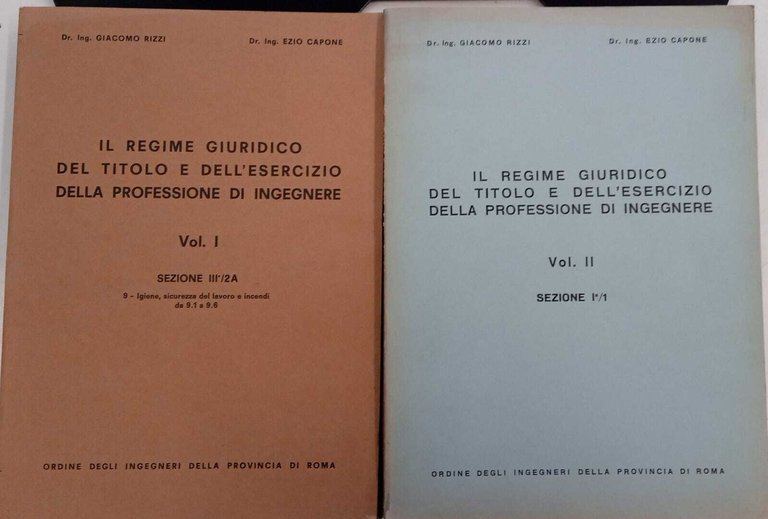 Dr. Ing. GIACOMO RIZZI
Dr. Ing. EZIO CAPONE
IL REGIME GIURIDICO
DEL TITOLO E DELL'ESERCIZIO
DELLA PROFESSIONE DI INGEGNERE
Vol. I
SEZIONE IIIª/2A
9 - Igiene, sicurezza del lavoro e incendi
da 9.1 a 9.6
ORDINE DEGLI INGEGNERI DELLA PROVINCIA DI ROMA
Dr. Ing. GIACOMO RIZZI
Dr. Ing. EZIO CAPONE
IL REGIME GIURIDICO
DEL TITOLO E DELL'ESERCIZIO
DELLA PROFESSIONE DI INGEGNERE
Vol. II
SEZIONE Iª/1
ORDINE DEGLI INGEGNERI DELLA PROVINCIA DI ROMA